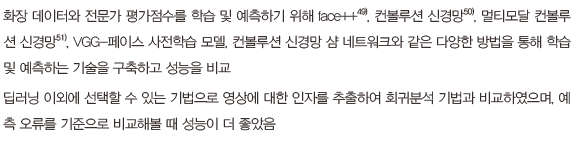 화장 데이터와 전문가 평가점수를 학습 및 예측하기 위해 face++49), 컨볼루션 신경망50), 멀티모달 컨볼루
션 신경망51), VGG-페이스 사전학습 모델, 컨볼루션 신경망 샴 네트워크와 같은 다양한 방법을 통해 학습
및 예측하는 기술을 구축하고 성능을 비교
딥러닝 이외에 선택할 수 있는 기법으로 영상에 대한 인자를 추출하여 회귀분석 기법과 비교하였으며, 예
측 오류를 기준으로 비교해볼 때 성능이 더 좋았음